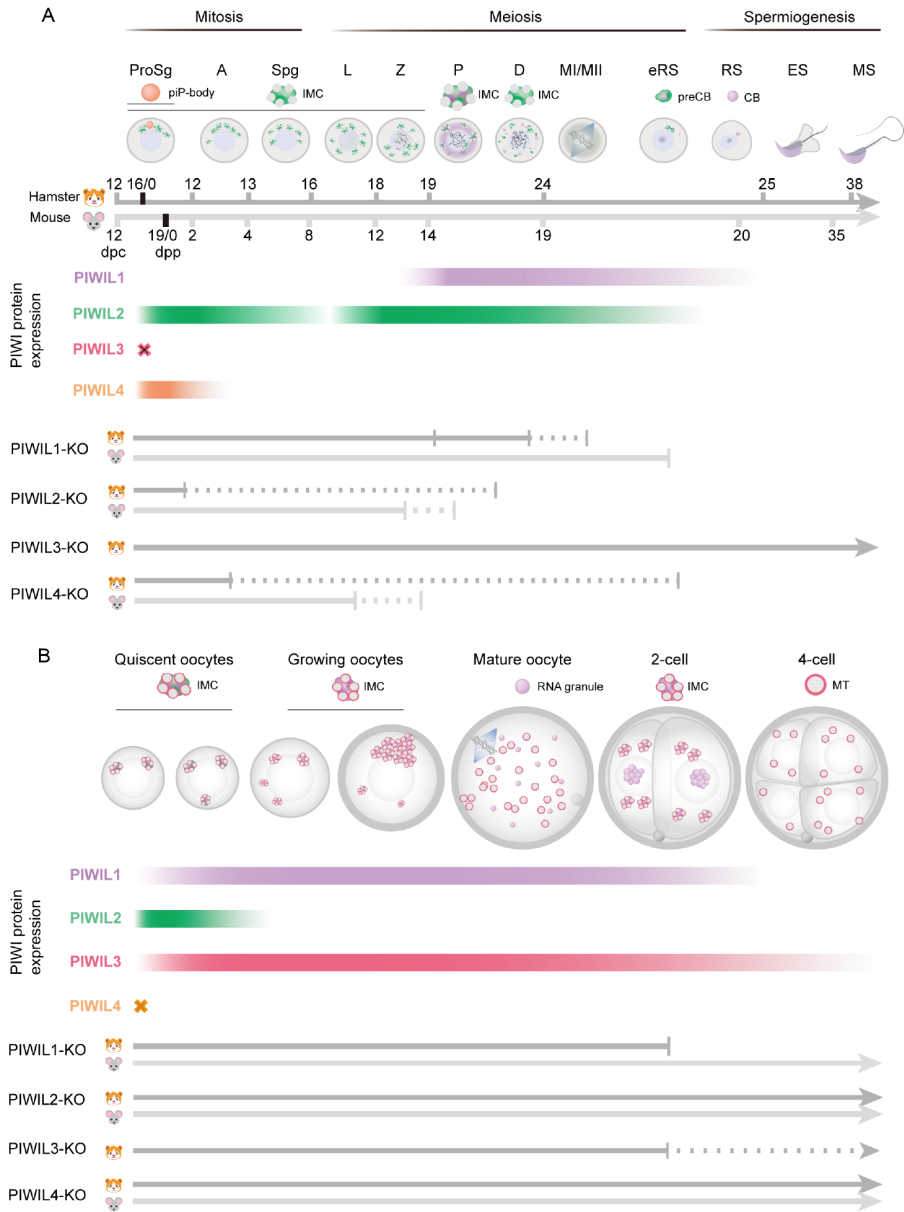 A
Mitosis Meiosis Spermiogenesis
ProSg A Spg L Z P D MI/MII eRS RS ES MS
piP-body IMC IMC IMC preCB CB
12 16/0 12 13 16 18 19 24 25 38
Hamster
Mouse
12 19/0 2 4 8 12 14 19 20 35
dpc dpp
PIWI protein
expression
PIWIL1
PIWIL2
PIWIL3
PIWIL4
PIWIL1-KO
PIWIL2-KO
PIWIL3-KO
PIWIL4-KO
B
Quiescent oocytes Growing oocytes Mature oocyte 2-cell 4-cell
IMC IMC RNA granule IMC MT
PIWI protein
expression
PIWIL1
PIWIL2
PIWIL3
PIWIL4
PIWIL1-KO
PIWIL2-KO
PIWIL3-KO
PIWIL4-KO